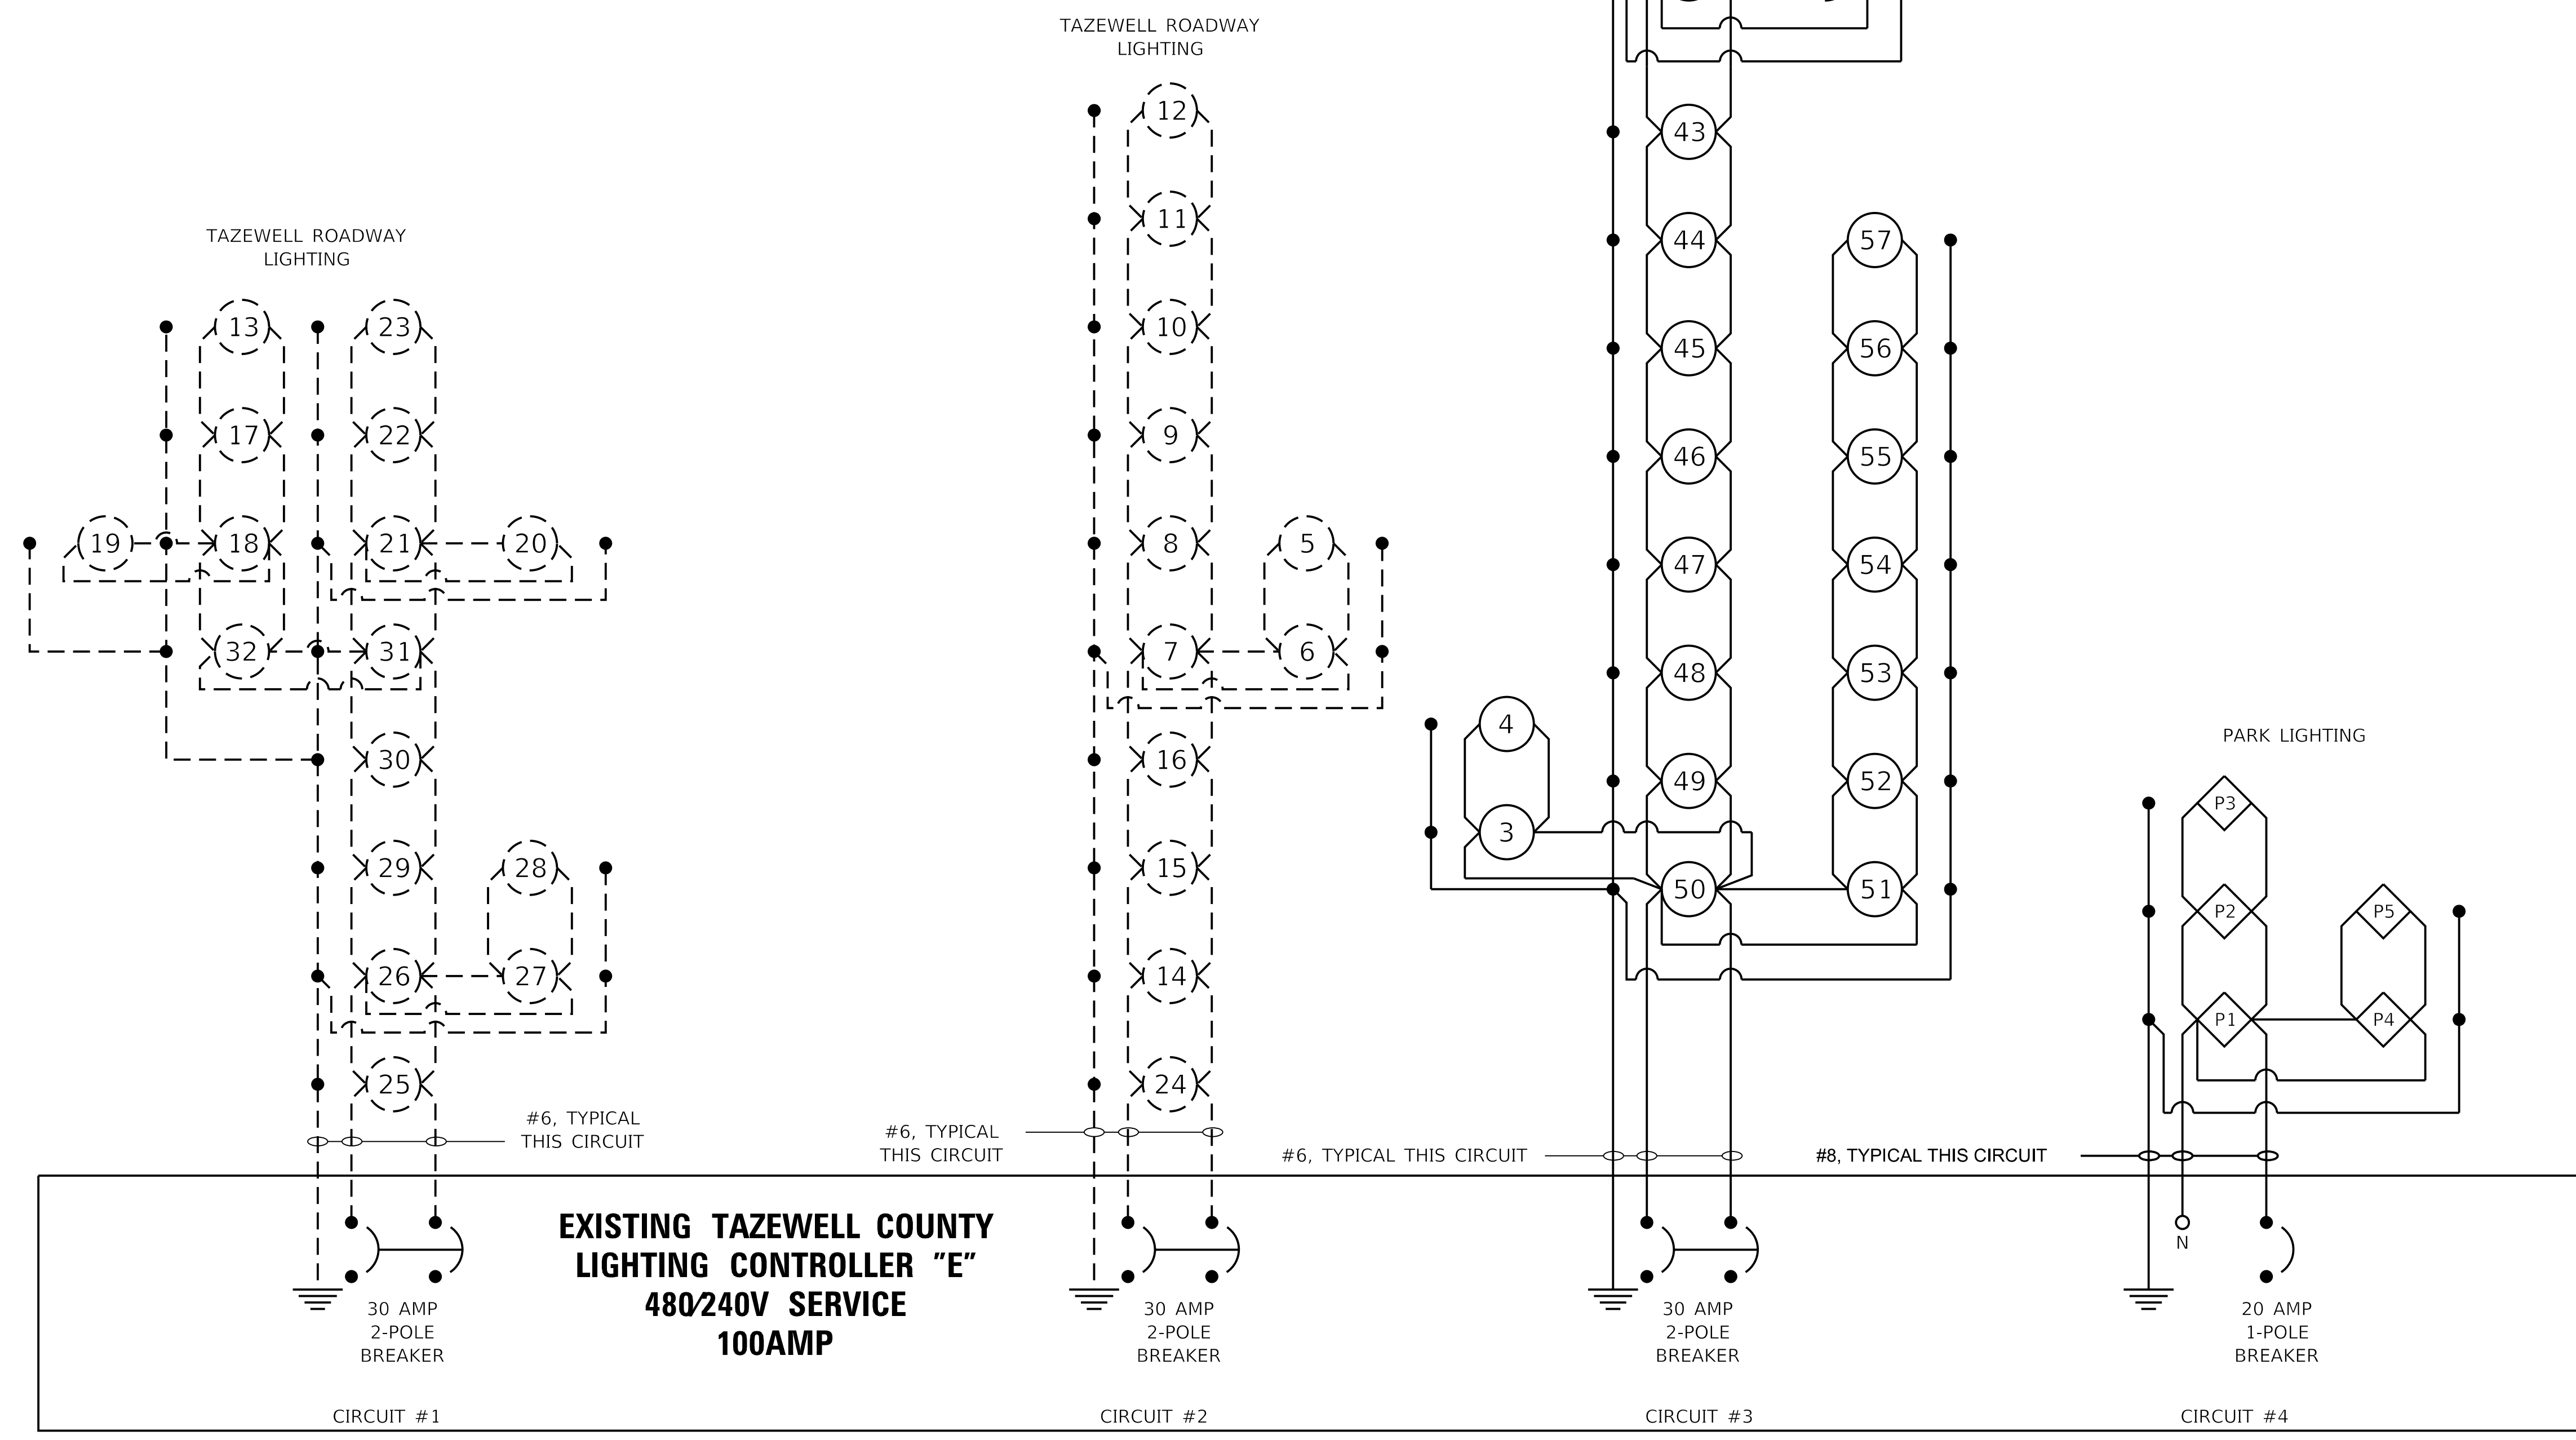 TAZEWELL ROADWAY
LIGHTING
13
23
17
22
19
18
21
20
32
31
30
29
28
26
27
25
#6, TYPICAL
THIS CIRCUIT
TAZEWELL ROADWAY
LIGHTING
12
11
10
9
8
5
7
6
16
15
14
24
#6, TYPICAL
THIS CIRCUIT
43
44
57
45
56
46
55
47
54
48
53
4
49
52
3
50
51
#6, TYPICAL THIS CIRCUIT
PARK LIGHTING
P3
P2
P5
P1
P4
#8, TYPICAL THIS CIRCUIT
EXISTING TAZEWELL COUNTY
LIGHTING CONTROLLER "E"
480/240V SERVICE
100AMP
30 AMP
2-POLE
BREAKER
CIRCUIT #1
30 AMP
2-POLE
BREAKER
CIRCUIT #2
30 AMP
2-POLE
BREAKER
CIRCUIT #3
N
20 AMP
1-POLE
BREAKER
CIRCUIT #4